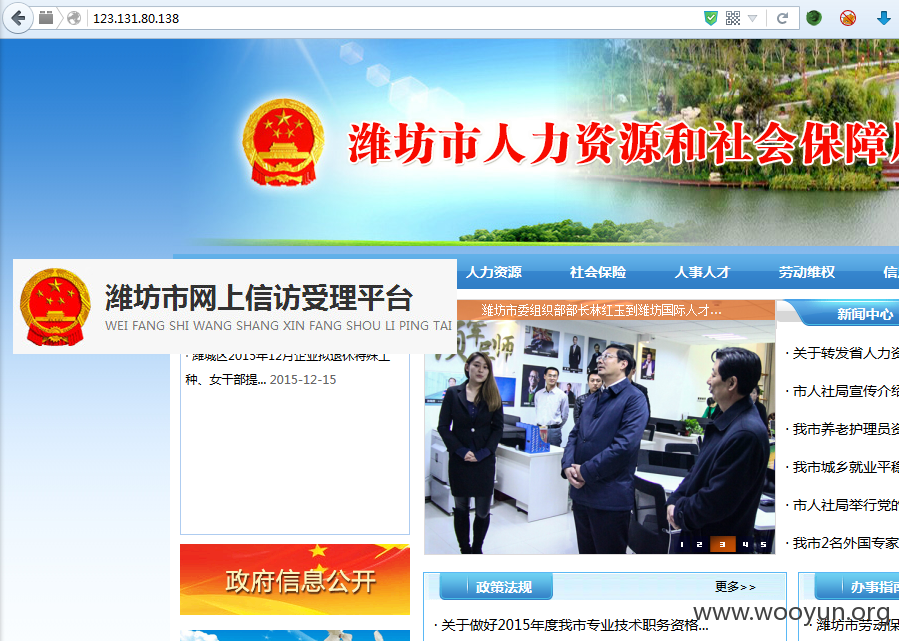 123.131.80.138
潍坊市人力资源和社会保障局
人力资源 社会保险 人事人才 劳动维权 信
潍坊市网上信访受理平台
WEI FANG SHI WANG SHANG XIN FANG SHOU LI PING TAI
· 潍城区2015年12月企业拟退休特殊工
种、女干部提... 2015-12-15
潍坊市委组织部部长林红玉到潍坊国际人才...
1 2 3 4 5
新闻中心
· 关于转发省人力资
· 市人社局宣传介绍
· 我市养老护理员资
· 我市城乡就业平稳
· 市人社局举行党的
· 我市2名外国专家
政府信息公开
政策法规 更多>>
· 关于做好2015年度我市专业技术职务资格...
办事指南
· 潍坊市劳动保
www.wooyun.org